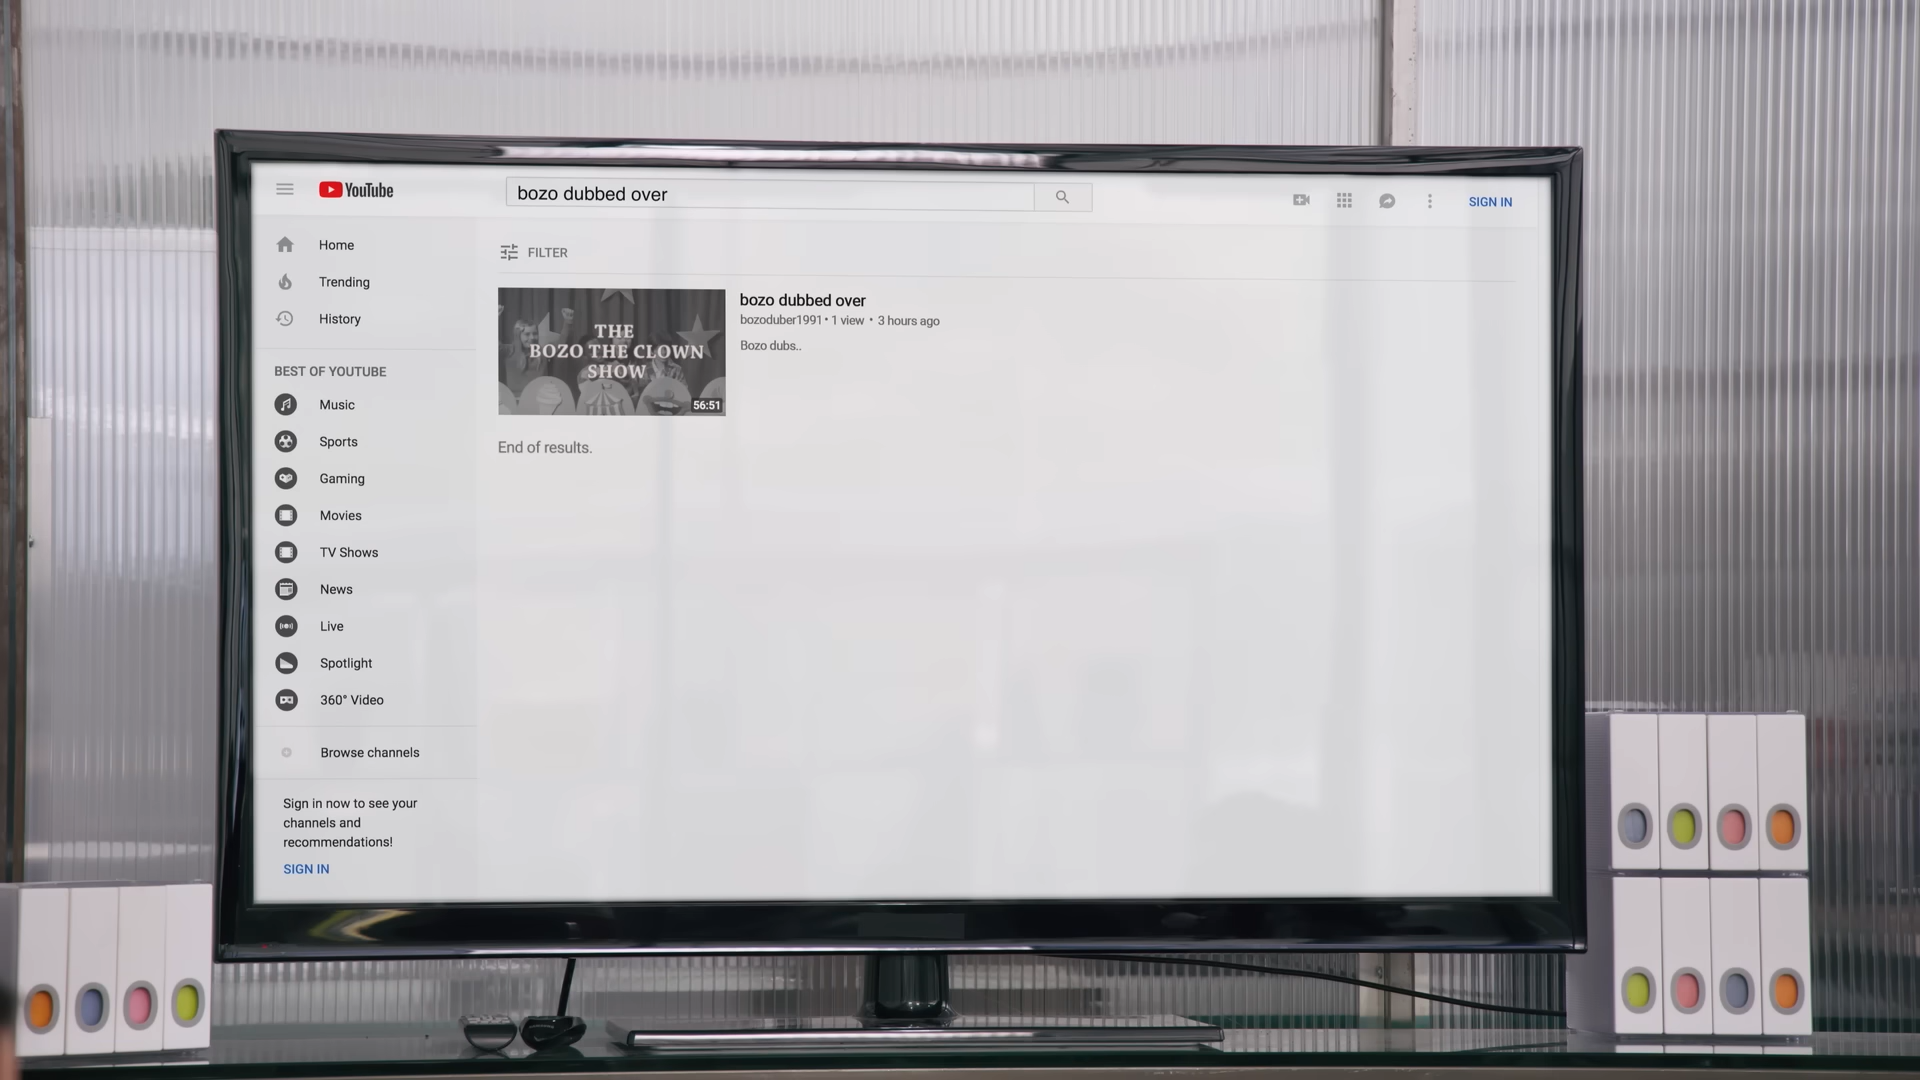 YouTube
bozo dubbed over
SIGN IN
Home
Trending
History
BEST OF YOUTUBE
Music
Sports
Gaming
Movies
TV Shows
News
Live
Spotlight
360° Video
Browse channels
Sign in now to see your
channels and
recommendations!
SIGN IN
FILTER
THE
BOZO THE CLOWN
SHOW
56:51
bozo dubbed over
bozoduber1991 • 1 view • 3 hours ago
Bozo dubs..
End of results.